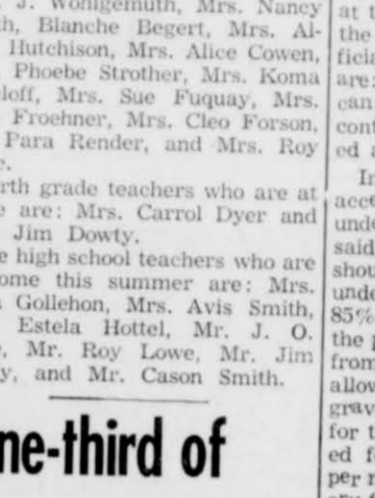 J. Wohlgemuth, Mrs. Nancy
th, Blanche Begert, Mrs. Al-
Hutchison, Mrs. Alice Cowen,
Phoebe Strother, Mrs. Koma
loff, Mrs. Sue Fuquay, Mrs.
Froehner, Mrs. Cleo Forson,
Para Render, and Mrs. Roy
e.
rth grade teachers who are at
e are: Mrs. Carrol Dyer and
Jim Dowty.
e high school teachers who are
ome this summer are: Mrs.
Gollehon, Mrs. Avis Smith,
Estela Hottel, Mr. J. O.
, Mr. Roy Lowe, Mr. Jim
y, and Mr. Cason Smith.
ne-third of
at t
the
ficia
are:
can
cont
ed a
In
acce
unde
said
shou
unde
85%
the p
from
allow
grav
for t
ed f
per r